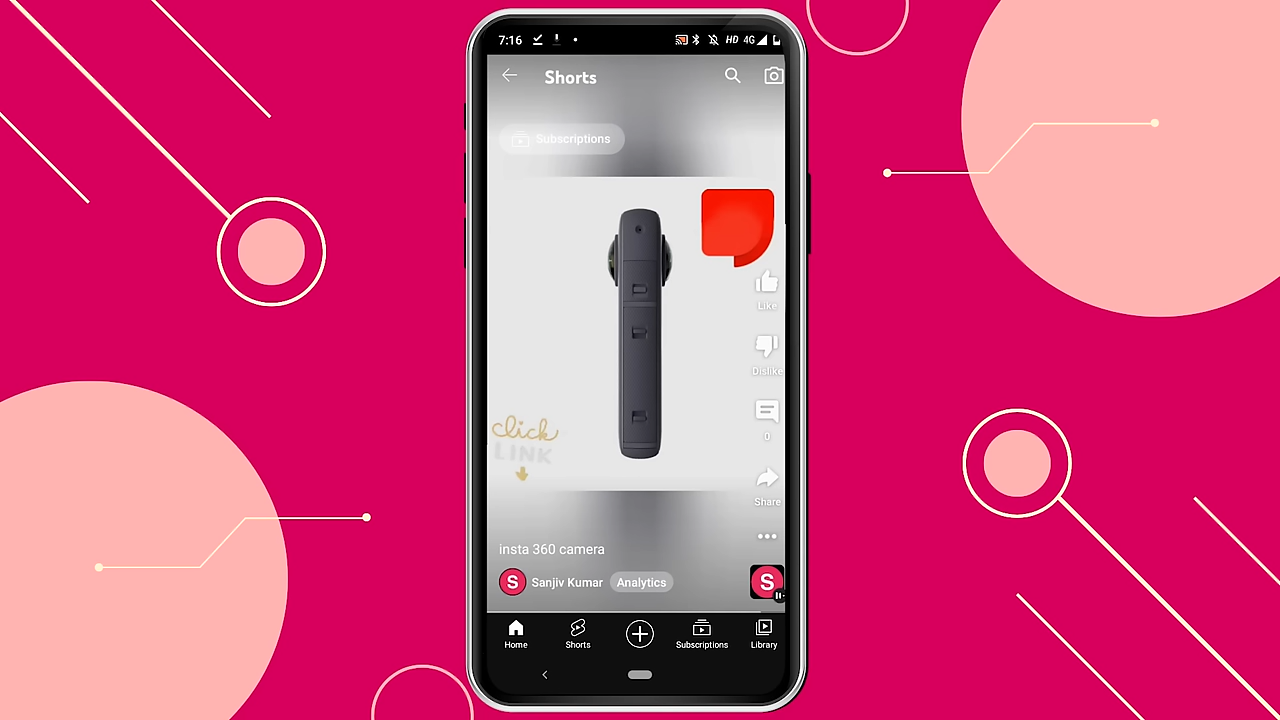 7:16 HD 4G
Shorts
Subscriptions
Like
Dislike
0
Share
click
LINK
insta 360 camera
S Sanjiv Kumar Analytics S
Home Shorts Subscriptions Library